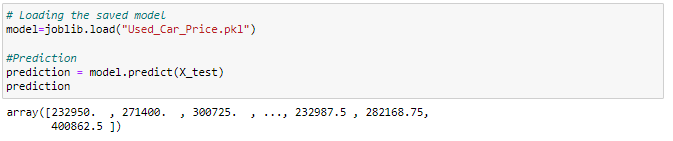 # Loading the saved model
model=joblib.load("Used_Car_Price.pkl")
#Prediction
prediction = model.predict(X_test)
prediction
array([232950. , 271400. , 300725. , ..., 232987.5 , 282168.75,
400862.5 ])